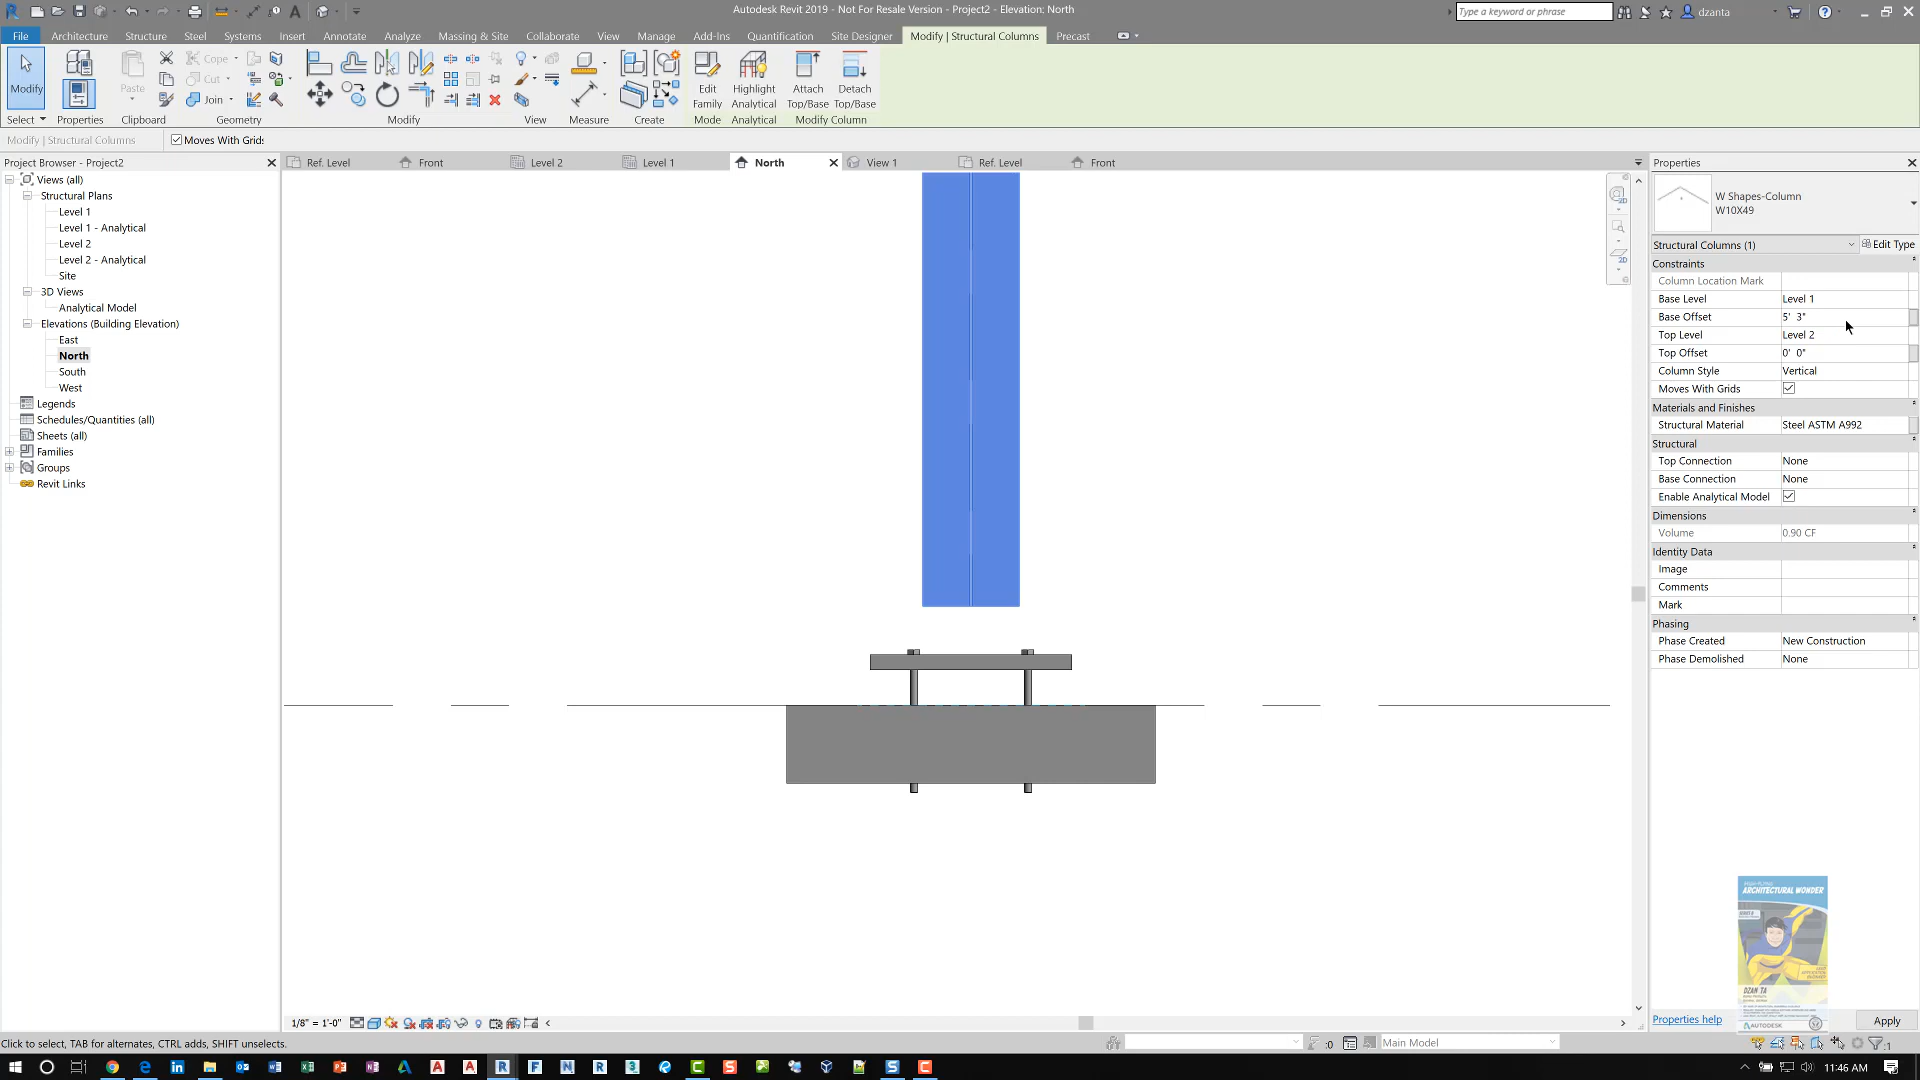 Autodesk Revit 2019 - Not For Resale Version - Project2 - Elevation: North
Type a keyword or phrase
dzanta
File Architecture Structure Steel Systems Insert Annotate Analyze Massing & Site Collaborate View Manage Add-Ins Quantification Site Designer Modify | Structural Columns Precast
Modify
Paste
Cope
Cut
Join
Edit Family
Highlight Analytical
Attach Top/Base
Detach Top/Base
Select Properties Clipboard Geometry Modify View Measure Create Mode Analytical Modify Column
Modify | Structural Columns
Moves With Grids
Project Browser - Project2
Ref. Level Front Level 2 Level 1 North View 1 Ref. Level Front
Views (all)
Structural Plans
Level 1
Level 1 - Analytical
Level 2
Level 2 - Analytical
Site
3D Views
Analytical Model
Elevations (Building Elevation)
East
North
South
West
Legends
Schedules/Quantities (all)
Sheets (all)
Families
Groups
Revit Links
2D
2D
Properties
W Shapes-Column
W10X49
Structural Columns (1)
Edit Type
Constraints
Column Location Mark
Base Level Level 1
Base Offset 5' 3"
Top Level Level 2
Top Offset 0' 0"
Column Style Vertical
Moves With Grids
Materials and Finishes
Structural Material Steel ASTM A992
Structural
Top Connection None
Base Connection None
Enable Analytical Model
Dimensions
Volume 0.90 CF
Identity Data
Image
Comments
Mark
Phasing
Phase Created New Construction
Phase Demolished None
ARCHITECTURAL WONDER
DZAN TA
AUTODESK
Properties help
Apply
1/8" = 1'-0"
Click to select, TAB for alternates, CTRL adds, SHIFT unselects.
:0
Main Model
:1
11:46 AM